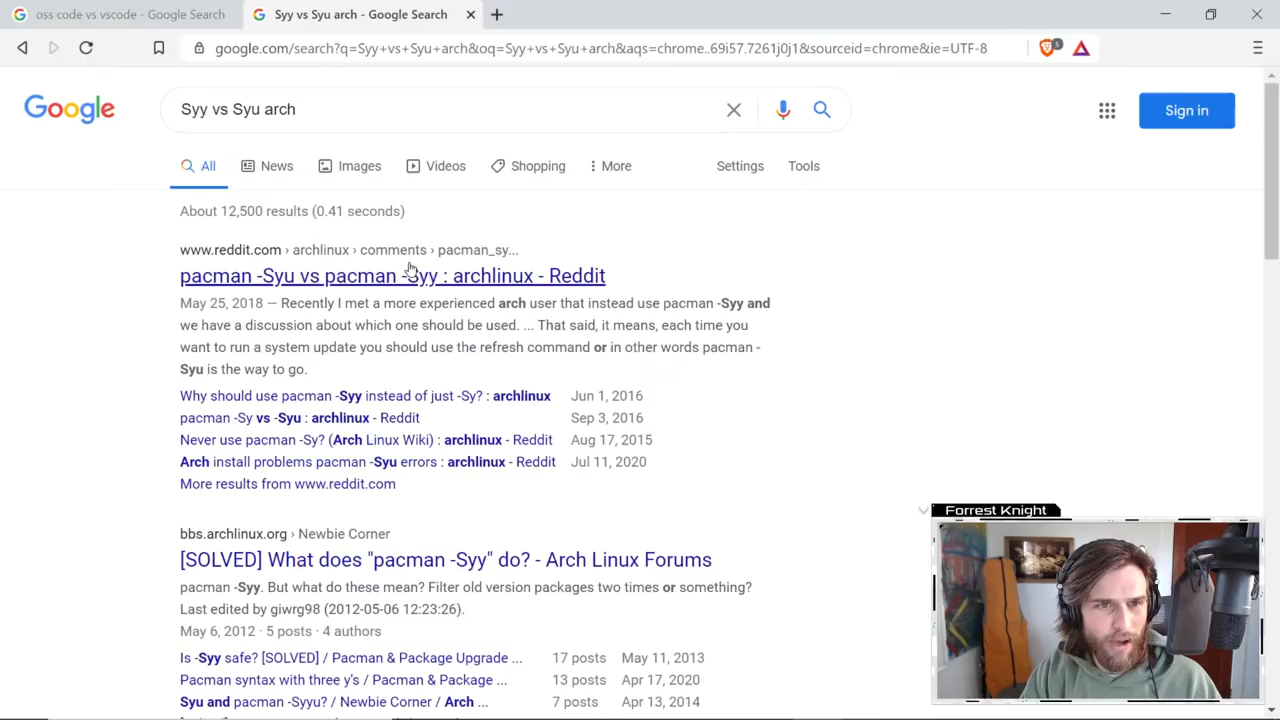 oss code vs vscode - Google Search
Syy vs Syu arch - Google Search
google.com/search?q=Syy+vs+Syu+arch&oq=Syy+vs+Syu+arch&aqs=chrome..69i57.7261j0j1&sourceid=chrome&ie=UTF-8
5
Google
Syy vs Syu arch
Sign in
All News Images Videos Shopping More Settings Tools
About 12,500 results (0.41 seconds)
www.reddit.com › archlinux › comments › pacman_sy...
pacman -Syu vs pacman -Syy : archlinux - Reddit
May 25, 2018 — Recently I met a more experienced arch user that instead use pacman -Syy and
we have a discussion about which one should be used. ... That said, it means, each time you
want to run a system update you should use the refresh command or in other words pacman -
Syu is the way to go.
Why should use pacman -Syy instead of just -Sy? : archlinux Jun 1, 2016
pacman -Sy vs -Syu : archlinux - Reddit Sep 3, 2016
Never use pacman -Sy? (Arch Linux Wiki) : archlinux - Reddit Aug 17, 2015
Arch install problems pacman -Syu errors : archlinux - Reddit Jul 11, 2020
More results from www.reddit.com
bbs.archlinux.org › Newbie Corner
[SOLVED] What does "pacman -Syy" do? - Arch Linux Forums
pacman -Syy. But what do these mean? Filter old version packages two times or something?
Last edited by giwrg98 (2012-05-06 12:23:26).
May 6, 2012 · 5 posts · 4 authors
Is -Syy safe? [SOLVED] / Pacman & Package Upgrade ... 17 posts May 11, 2013
Pacman syntax with three y's / Pacman & Package ... 13 posts Apr 17, 2020
Syu and pacman -Syyu? / Newbie Corner / Arch ... 7 posts Apr 13, 2014
Forrest Knight